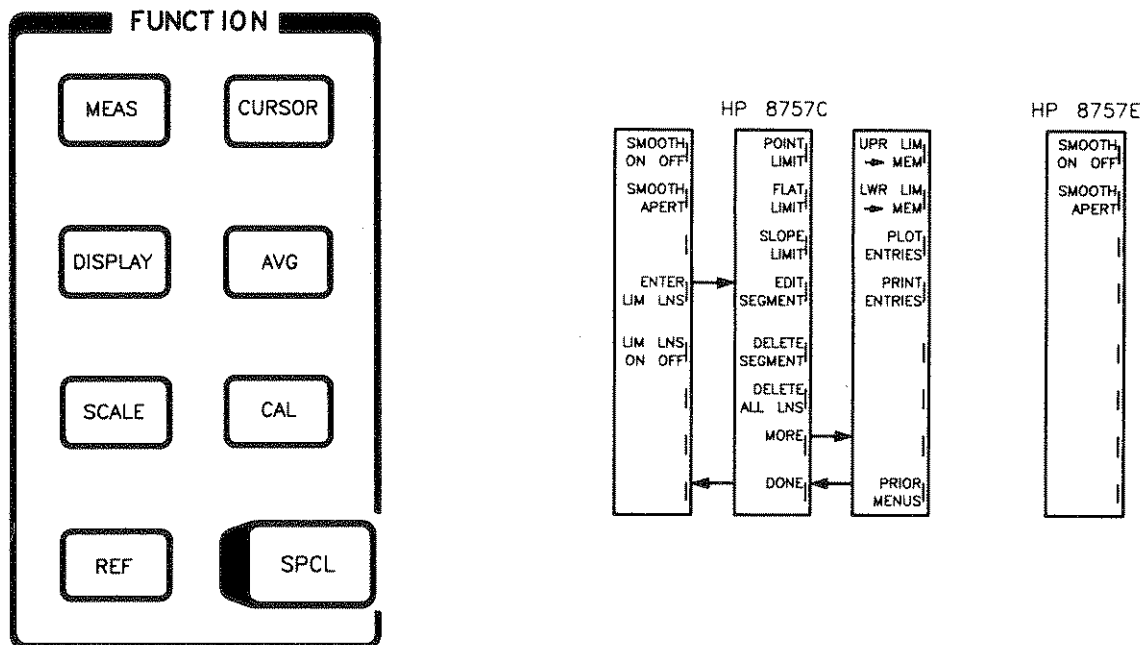 FUNCTION
MEAS
CURSOR
DISPLAY
AVG
SCALE
CAL
REF
SPCL
HP 8757C
SMOOTH
ON OFF
SMOOTH
APERT
ENTER
LIM LNS
LIM LNS
ON OFF
POINT
LIMIT
FLAT
LIMIT
SLOPE
LIMIT
EDIT
SEGMENT
DELETE
SEGMENT
DELETE
ALL LNS
MORE
DONE
UPR LIM
→ MEM
LWR LIM
→ MEM
PLOT
ENTRIES
PRINT
ENTRIES
PRIOR
MENUS
HP 8757E
SMOOTH
ON OFF
SMOOTH
APERT